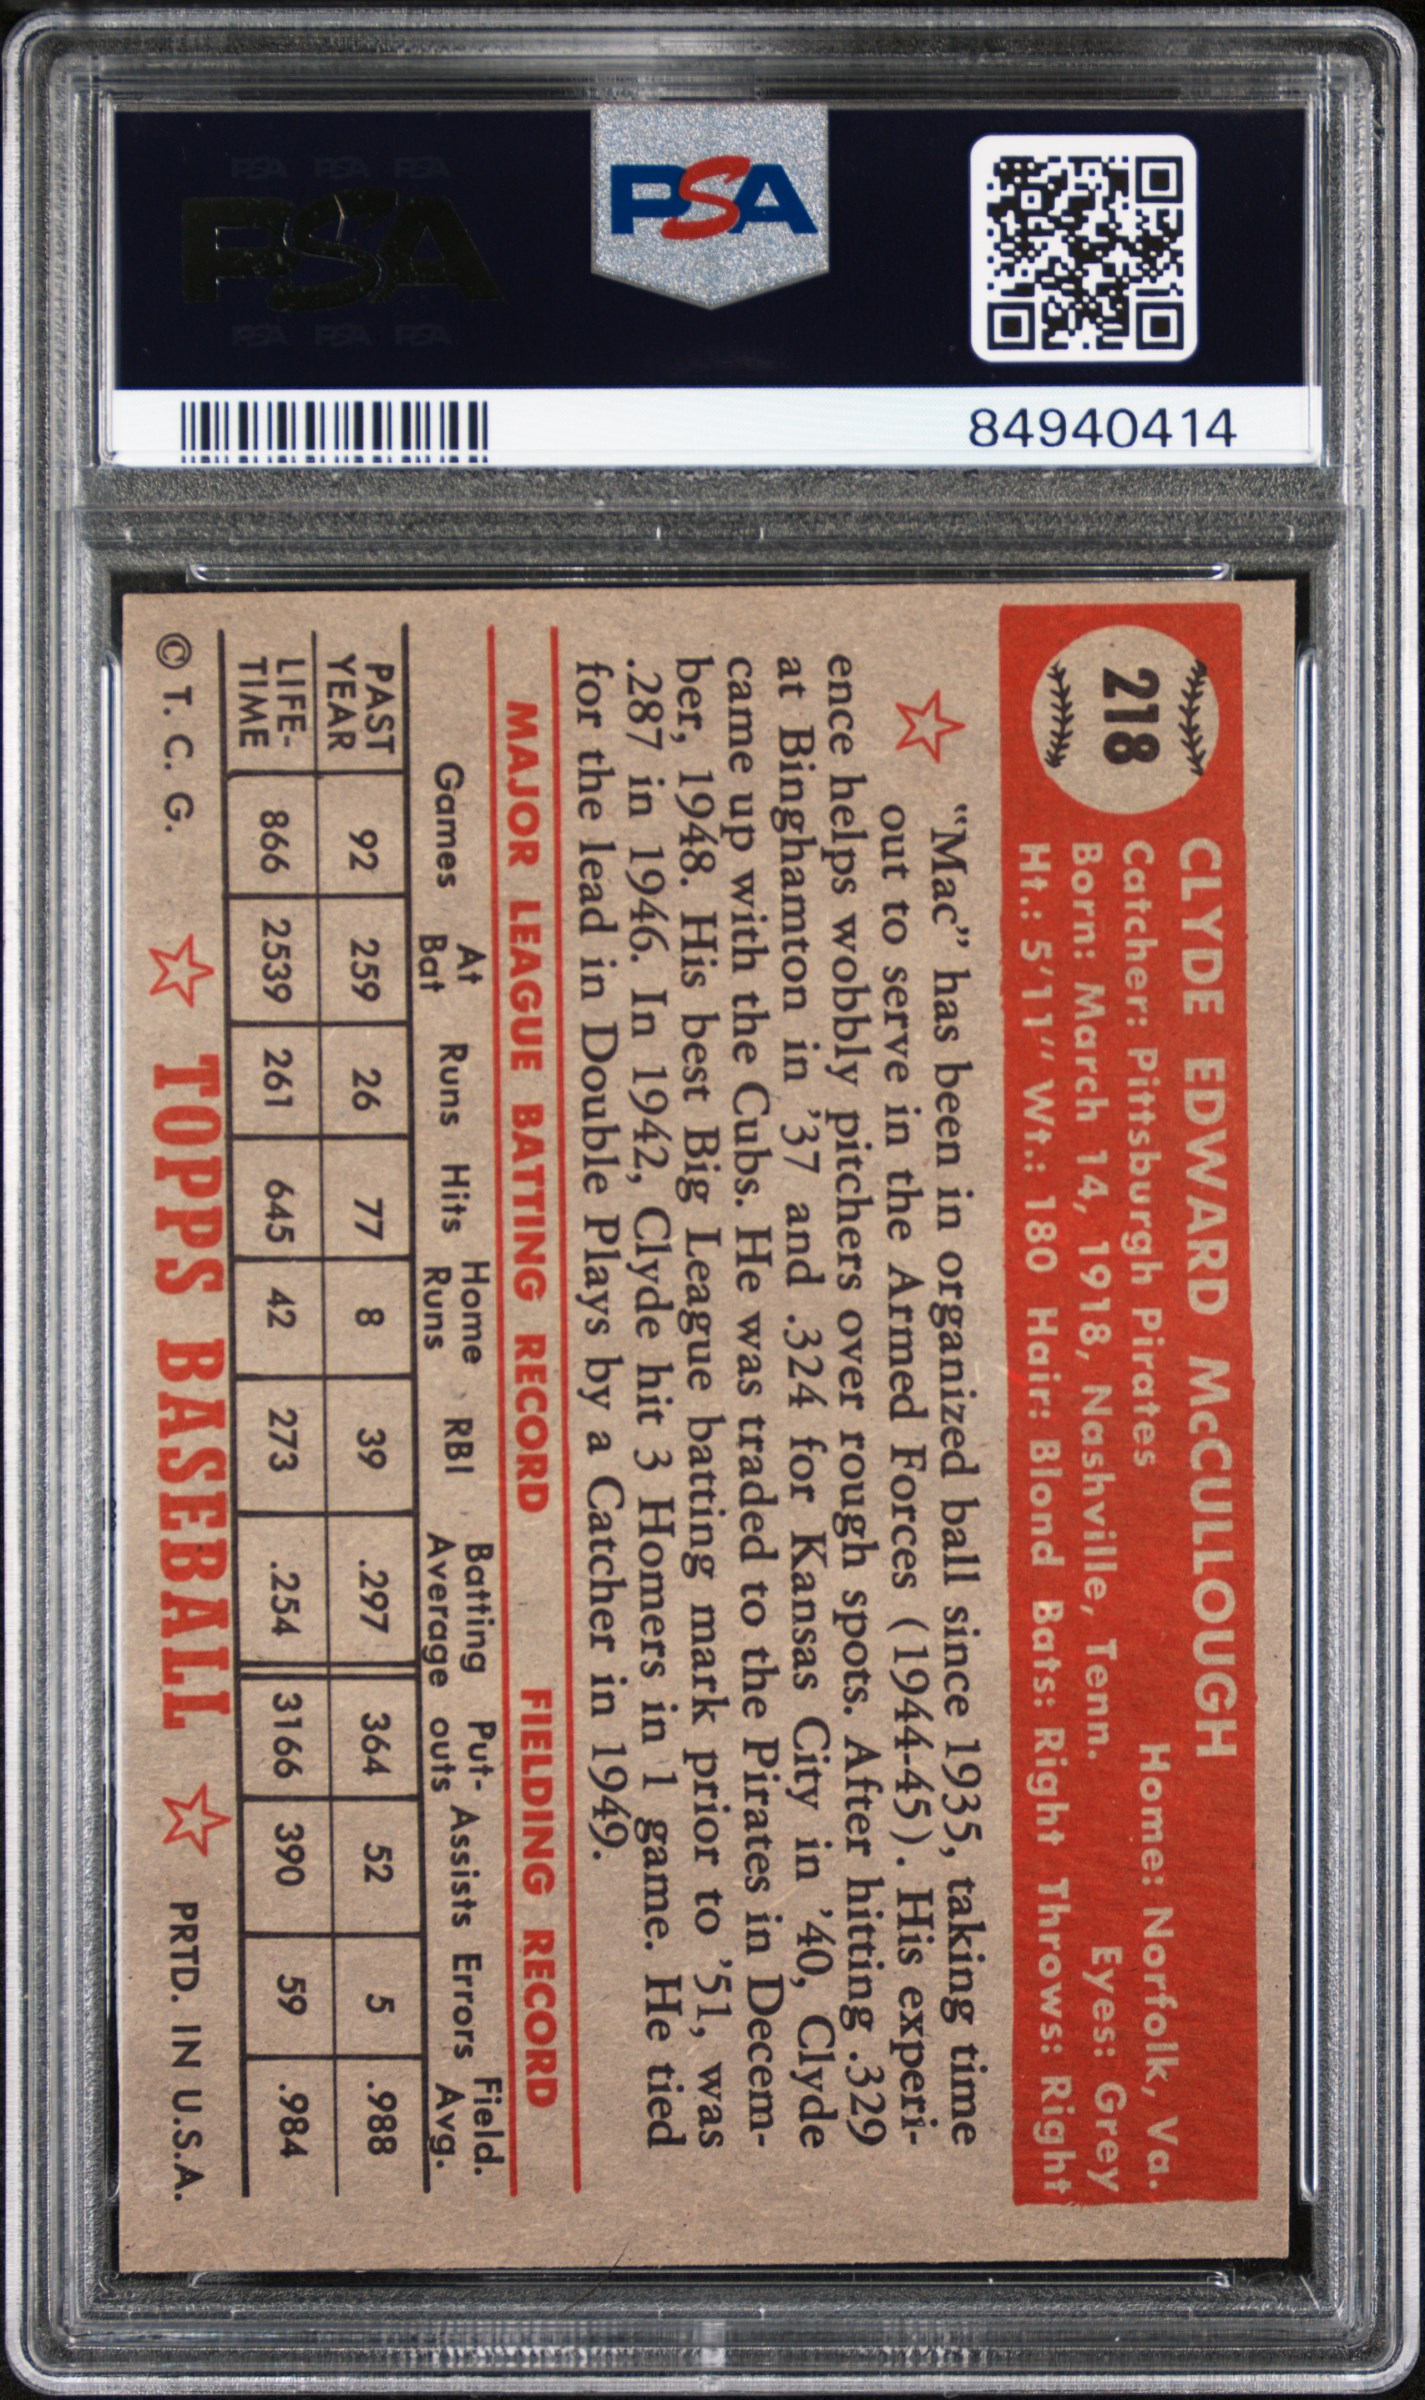 PSA PSA PSA
PSA
PSA PSA PSA
PSA
84940414
218
CLYDE EDWARD McCULLOUGH
Catcher: Pittsburgh Pirates Home: Norfolk, Va.
Born: March 14, 1918, Nashville, Tenn. Eyes: Grey
Ht.: 5'11" Wt.: 180 Hair: Blond Bats: Right Throws: Right
"Mac" has been in organized ball since 1935, taking time
out to serve in the Armed Forces (1944-45). His experi-
ence helps wobbly pitchers over rough spots. After hitting .329
at Binghamton in '37 and .324 for Kansas City in '40, Clyde
came up with the Cubs. He was traded to the Pirates in Decem-
ber, 1948. His best Big League batting mark prior to '51, was
.287 in 1946. In 1942, Clyde hit 3 Homers in 1 game. He tied
for the lead in Double Plays by a Catcher in 1949.
MAJOR LEAGUE BATTING RECORD FIELDING RECORD
Games At Bat Runs Hits Home Runs RBI Batting Average Put-outs Assists Errors Field. Avg.
PAST YEAR 92 259 26 77 8 39 .297 364 52 5 .988
LIFE-TIME 866 2539 261 645 42 273 .254 3166 390 59 .984
© T. C. G. TOPPS BASEBALL PRTD. IN U.S.A.